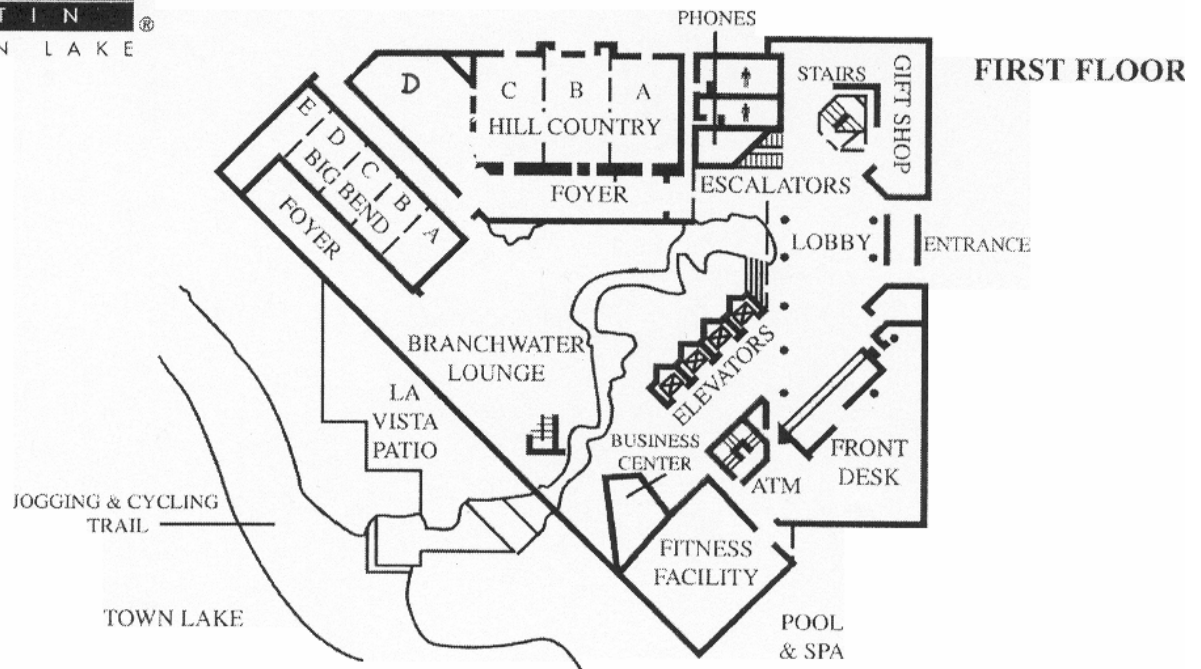 TIN
®
N LAKE
PHONES
FIRST FLOOR
STAIRS
GIFT SHOP
D
C B A
HILL COUNTRY
FOYER
ESCALATORS
E
D
C
B
A
BIG BEND
FOYER
LOBBY
ENTRANCE
BRANCHWATER
LOUNGE
ELEVATORS
LA
VISTA
PATIO
BUSINESS
CENTER
FRONT
DESK
ATM
JOGGING & CYCLING
TRAIL
FITNESS
FACILITY
TOWN LAKE
POOL
& SPA